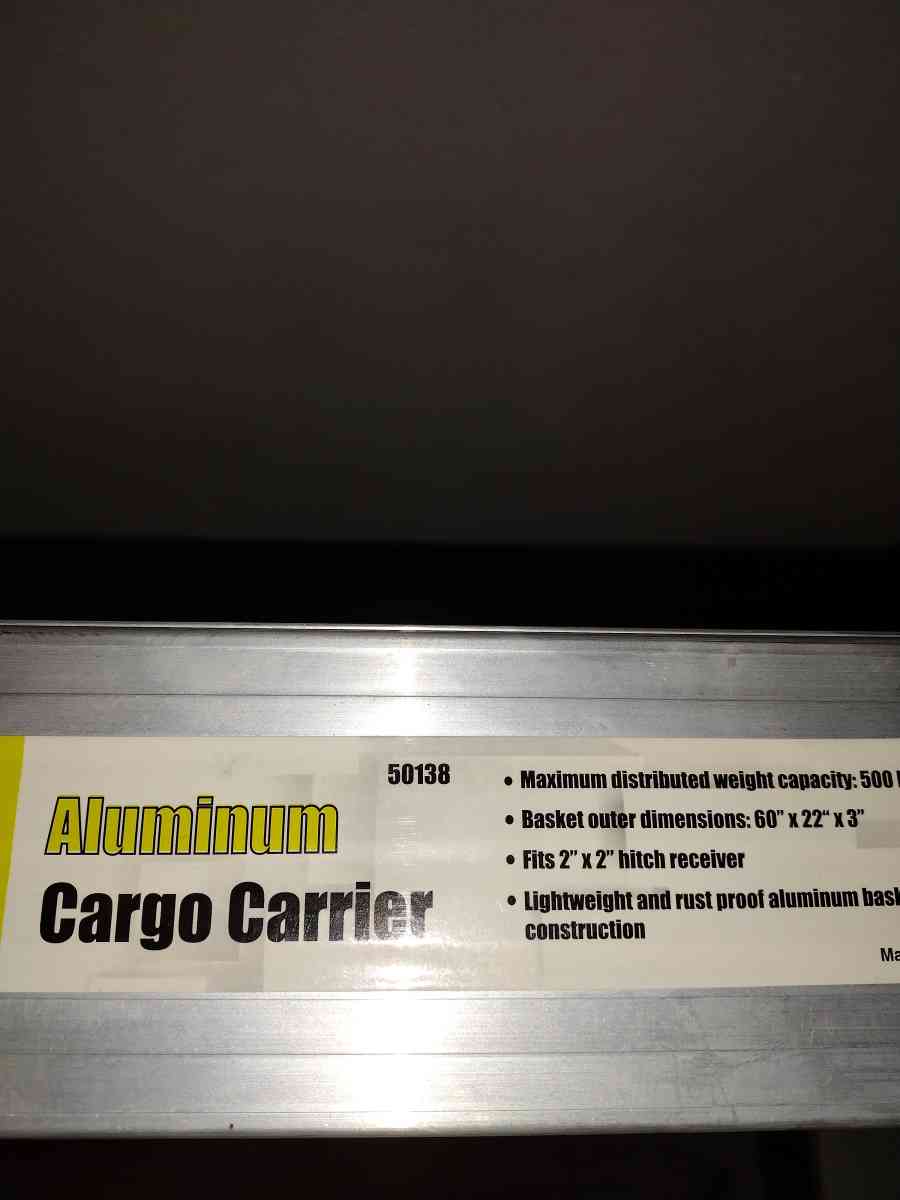 50138
Aluminum
Cargo Carrier
• Maximum distributed weight capacity: 500
• Basket outer dimensions: 60” x 22“ x 3”
• Fits 2” x 2” hitch receiver
• Lightweight and rust proof aluminum
construction